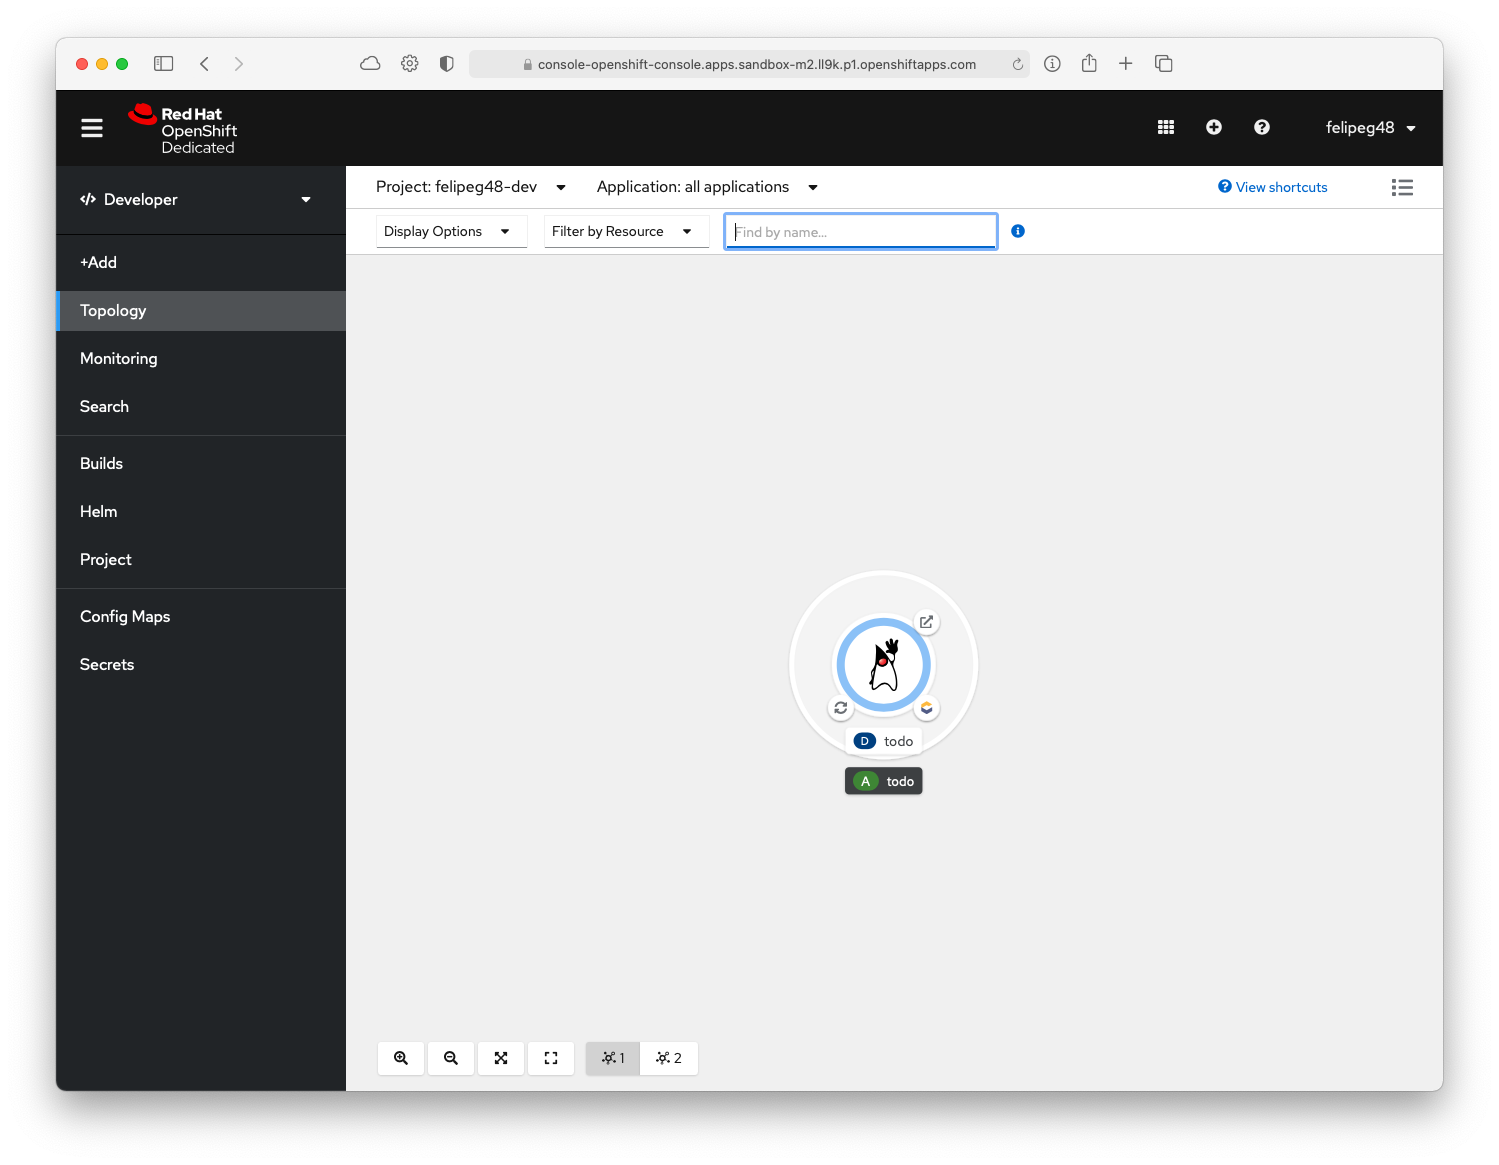 console-openshift-console.apps.sandbox-m2.ll9k.p1.openshiftapps.com
Red Hat
OpenShift
Dedicated
felipeg48
Developer
Project: felipeg48-dev
Application: all applications
View shortcuts
Display Options
Filter by Resource
Find by name...
+Add
Topology
Monitoring
Search
Builds
Helm
Project
Config Maps
Secrets
D todo
A todo
1
2